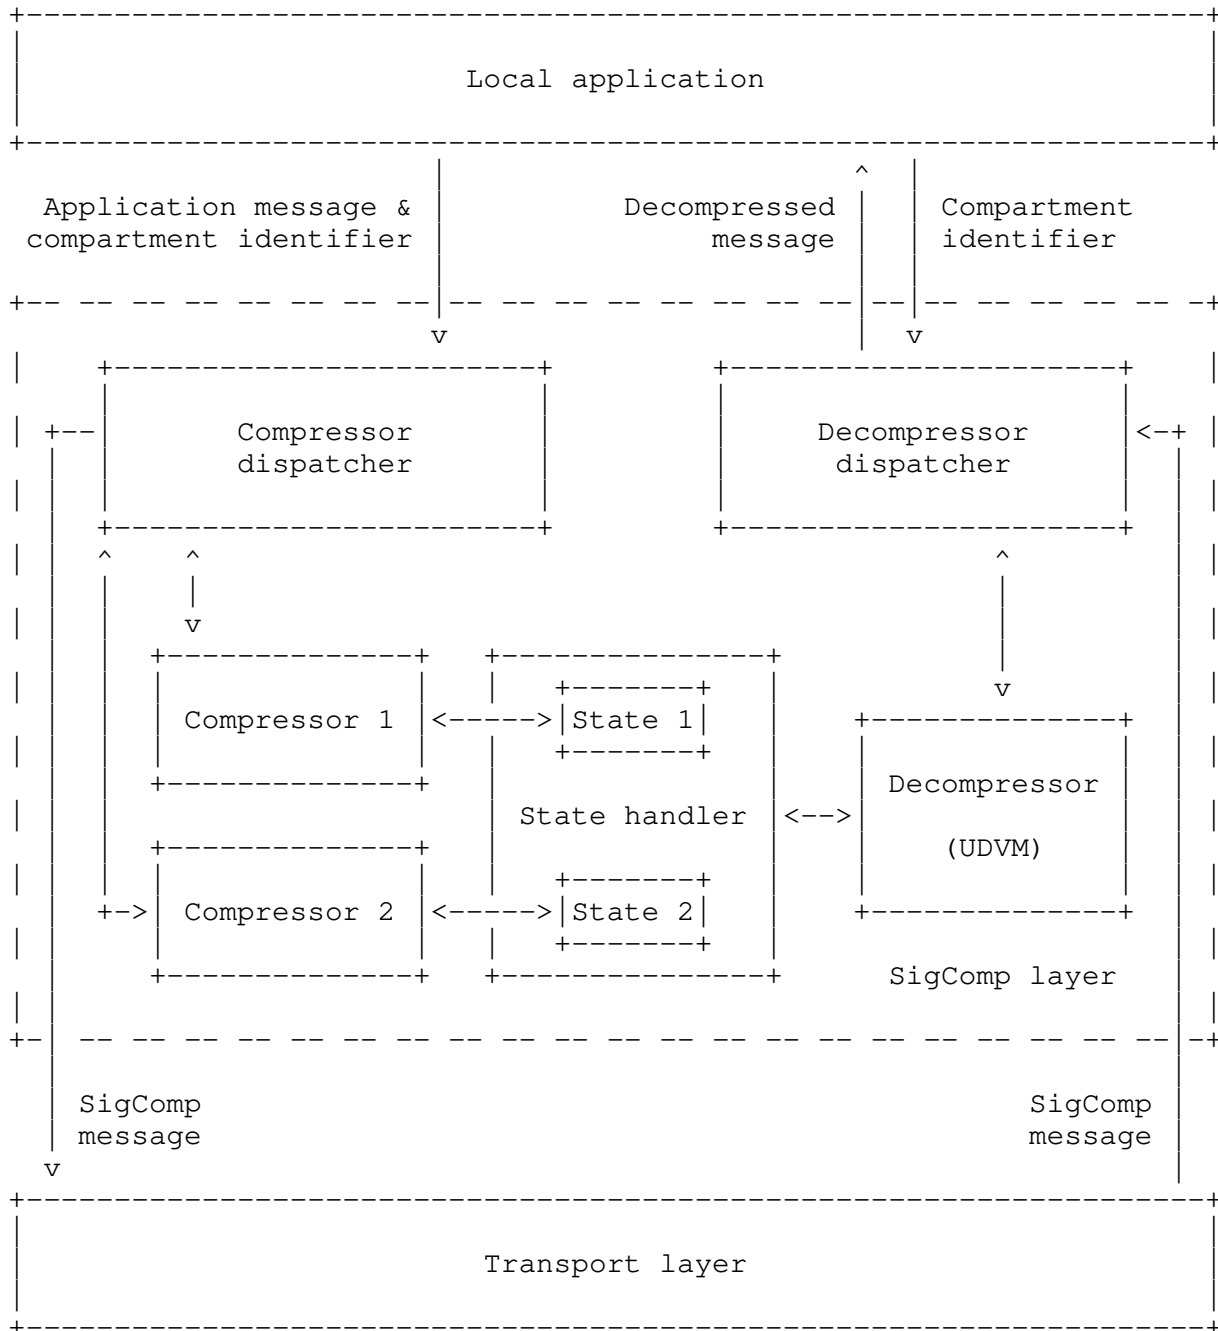 Local application
Application message &
compartment identifier
Decompressed
message
Compartment
identifier
Compressor
dispatcher
Decompressor
dispatcher
Compressor 1
State 1
State handler
Decompressor
(UDVM)
Compressor 2
State 2
SigComp layer
SigComp
message
SigComp
message
Transport layer